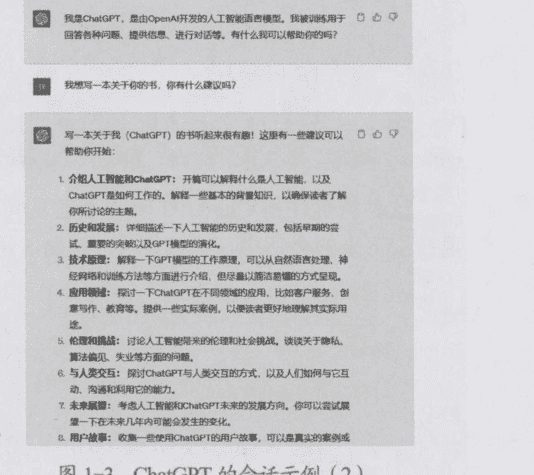 我是ChatGPT，是由OpenAI开发的人工智能语言模型。我被训练用于
回答各种问题、提供信息、进行对话等。有什么我可以帮助你的吗？
我想写一本关于你的书，你有什么建议吗？
写一本关于我（ChatGPT）的书听起来很有趣！这里有一些建议可以
帮助你开始：
1. 介绍人工智能和ChatGPT： 开篇可以解释什么是人工智能，以及
ChatGPT是如何工作的。解释一些基本的背景知识，以确保读者了解
你所讨论的主题。
2. 历史和发展： 详细描述一下人工智能的历史和发展，包括早期的尝
试、重要的突破以及GPT模型的演化。
3. 技术原理： 解释一下GPT模型的工作原理，可以从自然语言处理、神
经网络和训练方法等方面进行介绍，但尽量以简洁易懂的方式呈现。
4. 应用领域： 探讨一下ChatGPT在不同领域的应用，比如客户服务、创
意写作、教育等。提供一些实际案例，以便读者更好地理解其实际用
途。
5. 伦理和挑战： 讨论人工智能带来的伦理和社会挑战。谈谈关于隐私、
算法偏见、失业等方面的问题。
6. 与人类交互： 探讨ChatGPT与人类交互的方式，以及人们如何与它互
动、沟通和利用它的能力。
7. 未来展望： 考虑人工智能和ChatGPT未来的发展方向。你可以尝试展
望一下在未来几年内可能会发生的变化。
8. 用户故事： 收集一些使用ChatGPT的用户故事，可以是真实的案例或
图 1-3 ChatGPT 的会话示例（2）